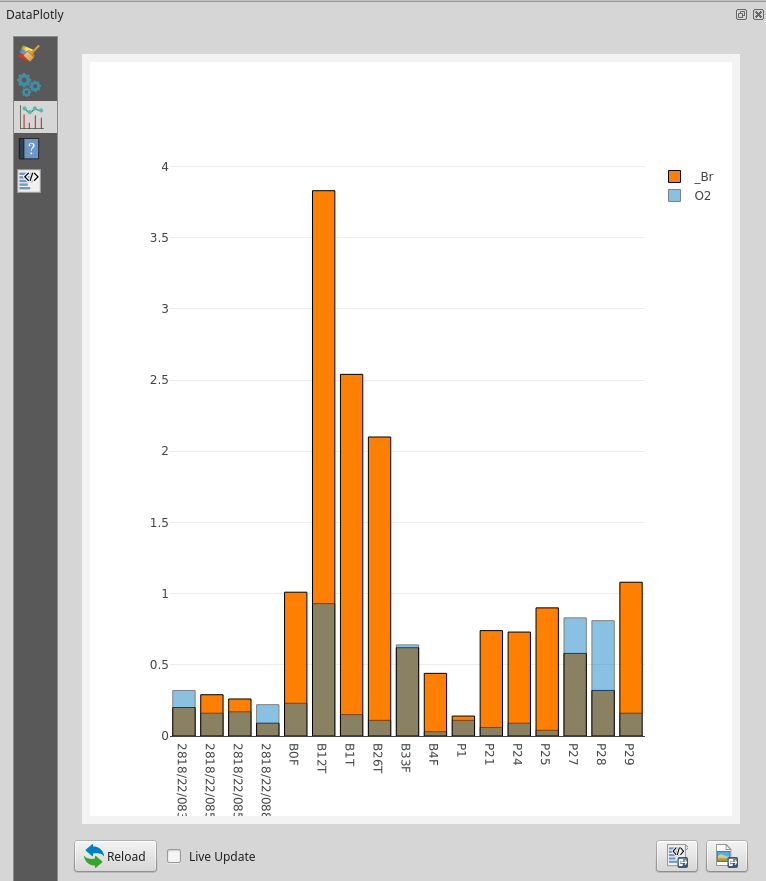 DataPlotly
4
3.5
3
2.5
2
1.5
1
0.5
0
_Br
O2
B0F
B12T
B1T
B26T
B33F
B4F
P1
P21
P24
P25
P27
P28
P29
Reload
Live Update